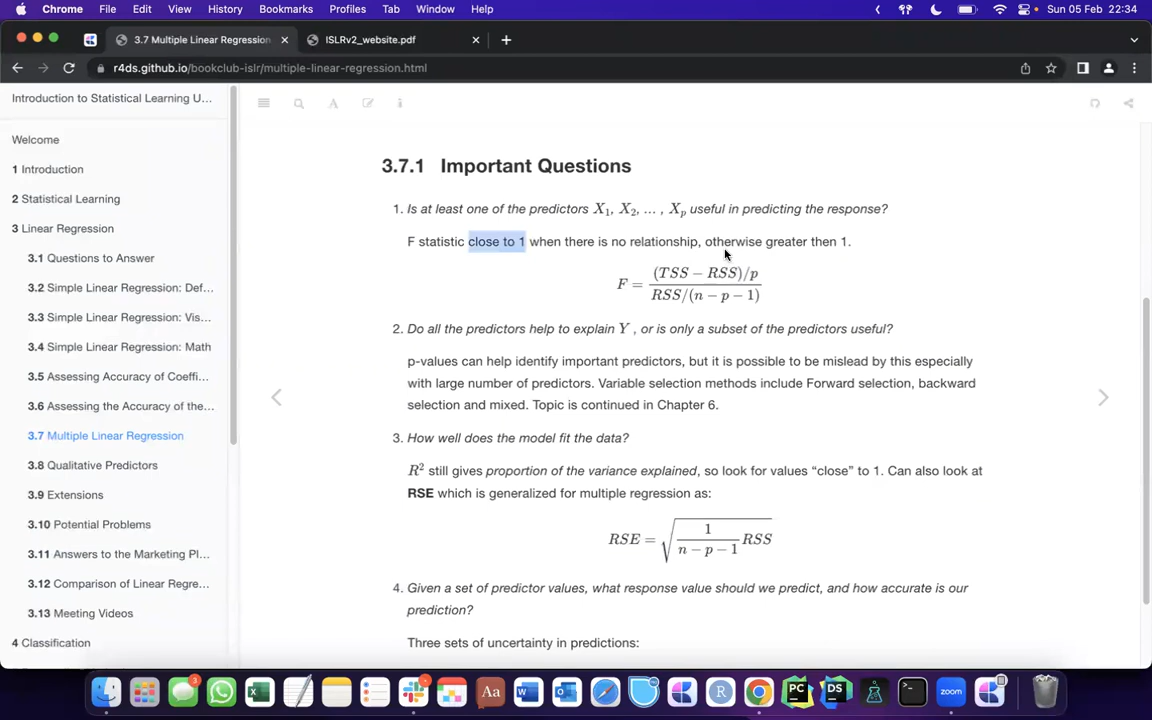 Chrome File Edit View History Bookmarks Profiles Tab Window Help Sun 05 Feb 22:34
3.7 Multiple Linear Regression ISLRv2_website.pdf
r4ds.github.io/bookclub-islr/multiple-linear-regression.html
Introduction to Statistical Learning U...
Welcome
1 Introduction
2 Statistical Learning
3 Linear Regression
3.1 Questions to Answer
3.2 Simple Linear Regression: Def...
3.3 Simple Linear Regression: Vis...
3.4 Simple Linear Regression: Math
3.5 Assessing Accuracy of Coeffi...
3.6 Assessing the Accuracy of the...
3.7 Multiple Linear Regression
3.8 Qualitative Predictors
3.9 Extensions
3.10 Potential Problems
3.11 Answers to the Marketing Pl...
3.12 Comparison of Linear Regre...
3.13 Meeting Videos
4 Classification
3.7.1 Important Questions
1. Is at least one of the predictors X₁, X₂, … , Xₚ useful in predicting the response?
F statistic close to 1 when there is no relationship, otherwise greater then 1.
F = (TSS − RSS)/p
RSS/(n − p − 1)
2. Do all the predictors help to explain Y , or is only a subset of the predictors useful?
p-values can help identify important predictors, but it is possible to be mislead by this especially
with large number of predictors. Variable selection methods include Forward selection, backward
selection and mixed. Topic is continued in Chapter 6.
3. How well does the model fit the data?
R² still gives proportion of the variance explained, so look for values “close” to 1. Can also look at
RSE which is generalized for multiple regression as:
RSE = √ 1
n − p − 1 RSS
4. Given a set of predictor values, what response value should we predict, and how accurate is our
prediction?
Three sets of uncertainty in predictions:
3
Aa W R PC DS >_ zoom